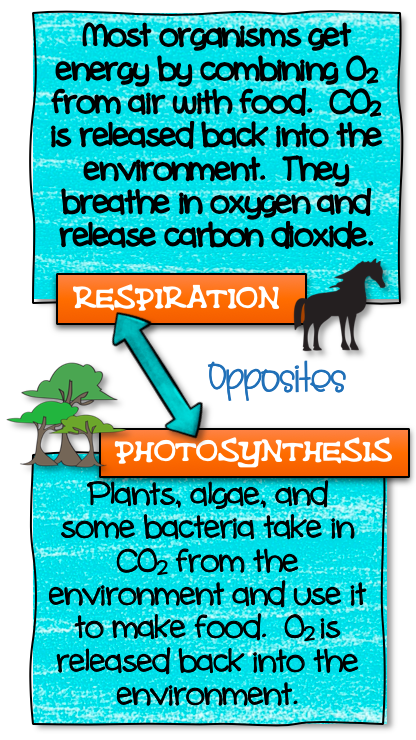 Most organisms get
energy by combining O₂
from air with food. CO₂
is released back into the
environment. They
breathe in oxygen and
release carbon dioxide.
RESPIRATION
Opposites
PHOTOSYNTHESIS
Plants, algae, and
some bacteria take in
CO₂ from the
environment and use it
to make food. O₂ is
released back into the
environment.